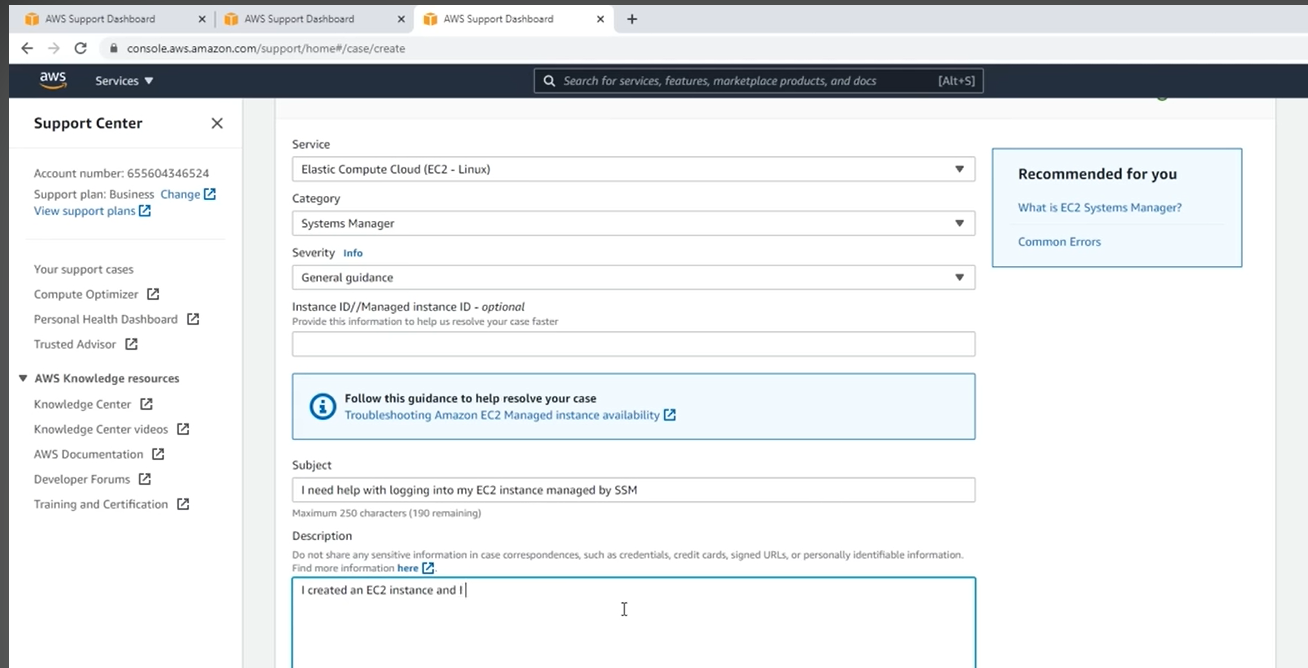 AWS Support Dashboard
AWS Support Dashboard
AWS Support Dashboard
console.aws.amazon.com/support/home#/case/create
aws
Services
Search for services, features, marketplace products, and docs
[Alt+S]
Support Center
Account number: 655604346524
Support plan: Business Change
View support plans
Your support cases
Compute Optimizer
Personal Health Dashboard
Trusted Advisor
AWS Knowledge resources
Knowledge Center
Knowledge Center videos
AWS Documentation
Developer Forums
Training and Certification
Service
Elastic Compute Cloud (EC2 - Linux)
Category
Systems Manager
Severity Info
General guidance
Instance ID//Managed instance ID - optional
Provide this information to help us resolve your case faster
Follow this guidance to help resolve your case
Troubleshooting Amazon EC2 Managed instance availability
Subject
I need help with logging into my EC2 instance managed by SSM
Maximum 250 characters (190 remaining)
Description
Do not share any sensitive information in case correspondences, such as credentials, credit cards, signed URLs, or personally identifiable information.
Find more information here.
I created an EC2 instance and I
Recommended for you
What is EC2 Systems Manager?
Common Errors